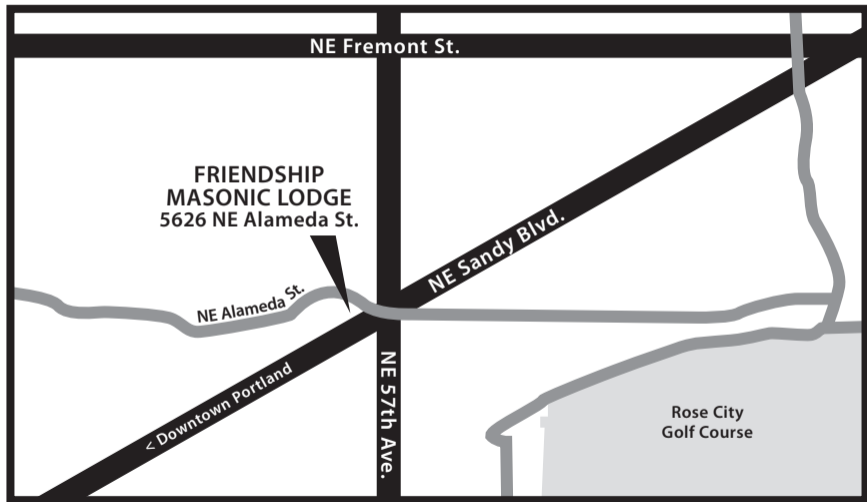 NE Fremont St.
FRIENDSHIP
MASONIC LODGE
5626 NE Alameda St.
NE Sandy Blvd.
NE Alameda St.
< Downtown Portland
NE 57th Ave.
Rose City
Golf Course